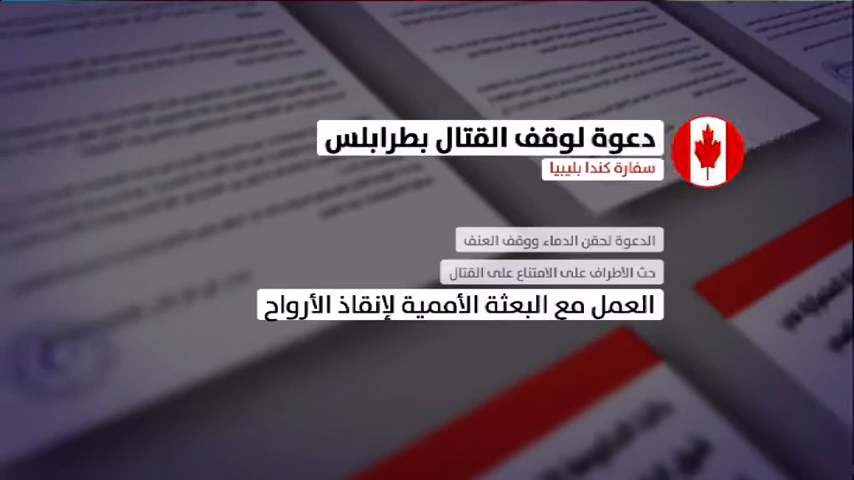 دعوة لوقف القتال بطرابلس
سفارة كندا بليبيا
الدعوة لحقن الدماء ووقف العنف
حث الأطراف على الامتناع على القتال
العمل مع البعثة الأممية لإنقاذ الأرواح